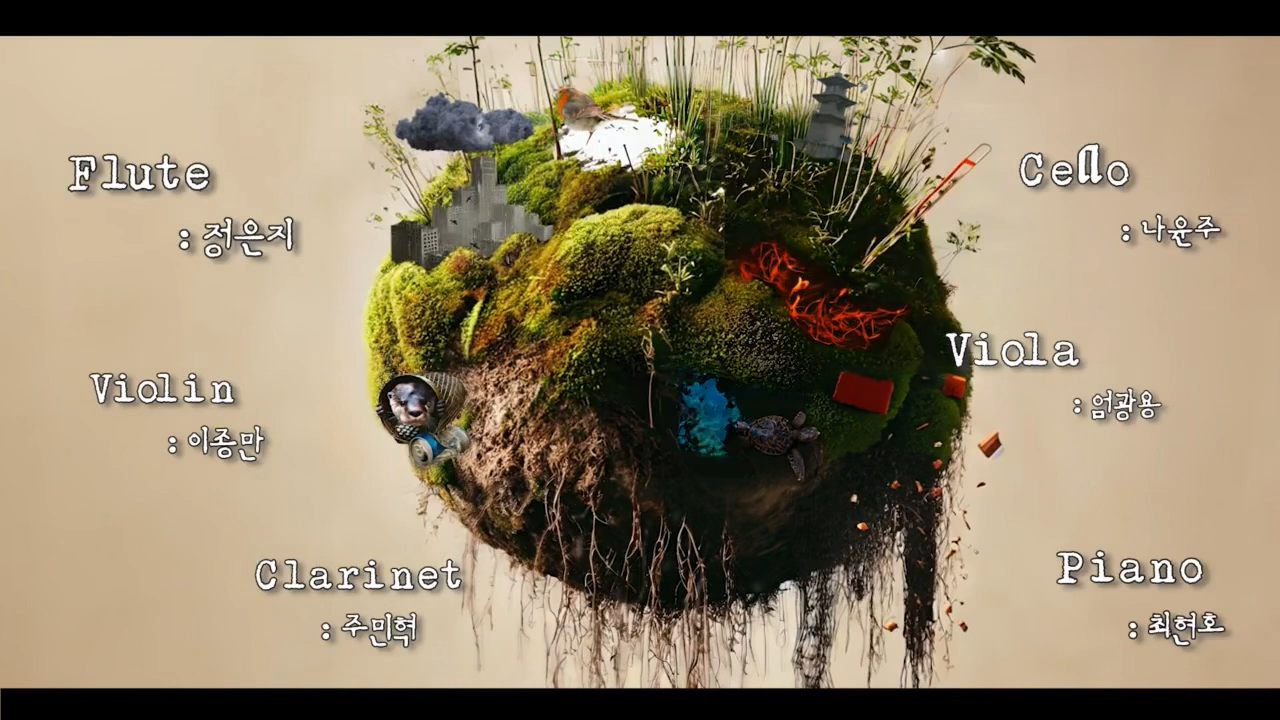 Flute
: 정은지
Violin
: 이종만
Clarinet
: 주민혁
Cello
: 나윤주
Viola
: 엄광용
Piano
: 최현호